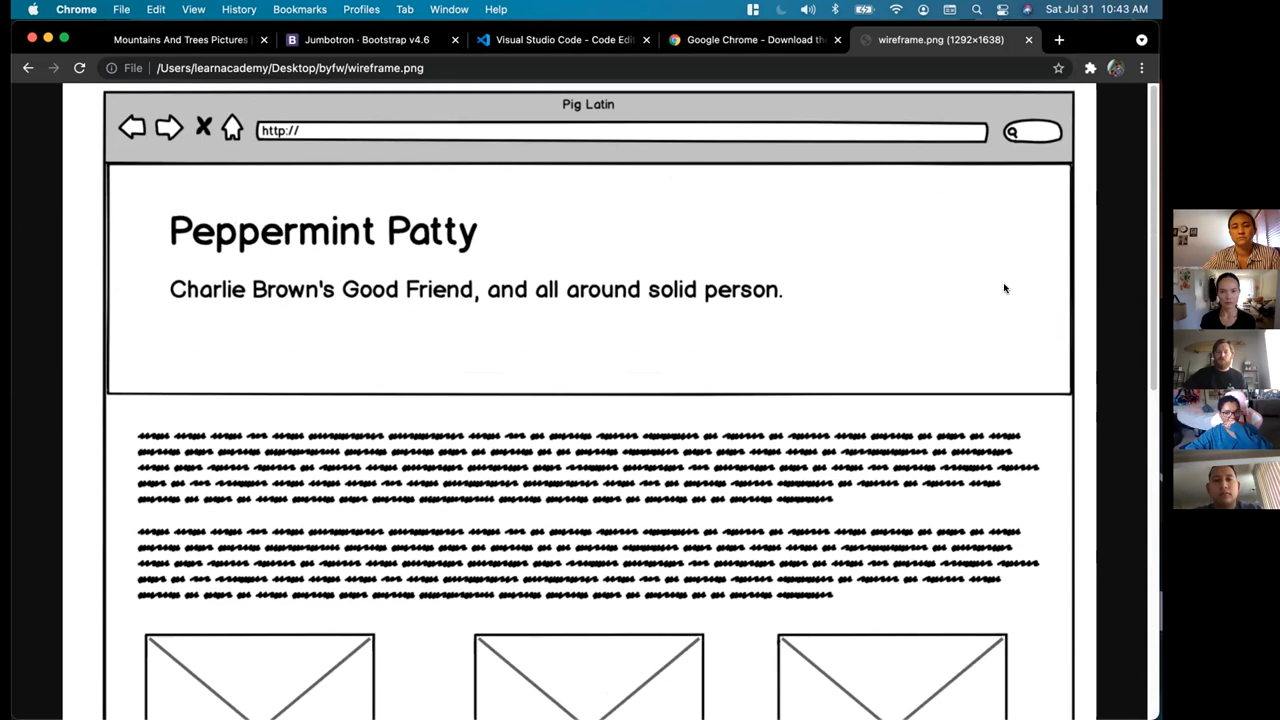 Chrome File Edit View History Bookmarks Profiles Tab Window Help Sat Jul 31 10:43 AM
Mountains And Trees Pictures Jumbotron · Bootstrap v4.6 Visual Studio Code - Code Edit Google Chrome - Download the wireframe.png (1292×1638)
File /Users/learnacademy/Desktop/byfw/wireframe.png
Pig Latin
http://
Peppermint Patty
Charlie Brown's Good Friend, and all around solid person.